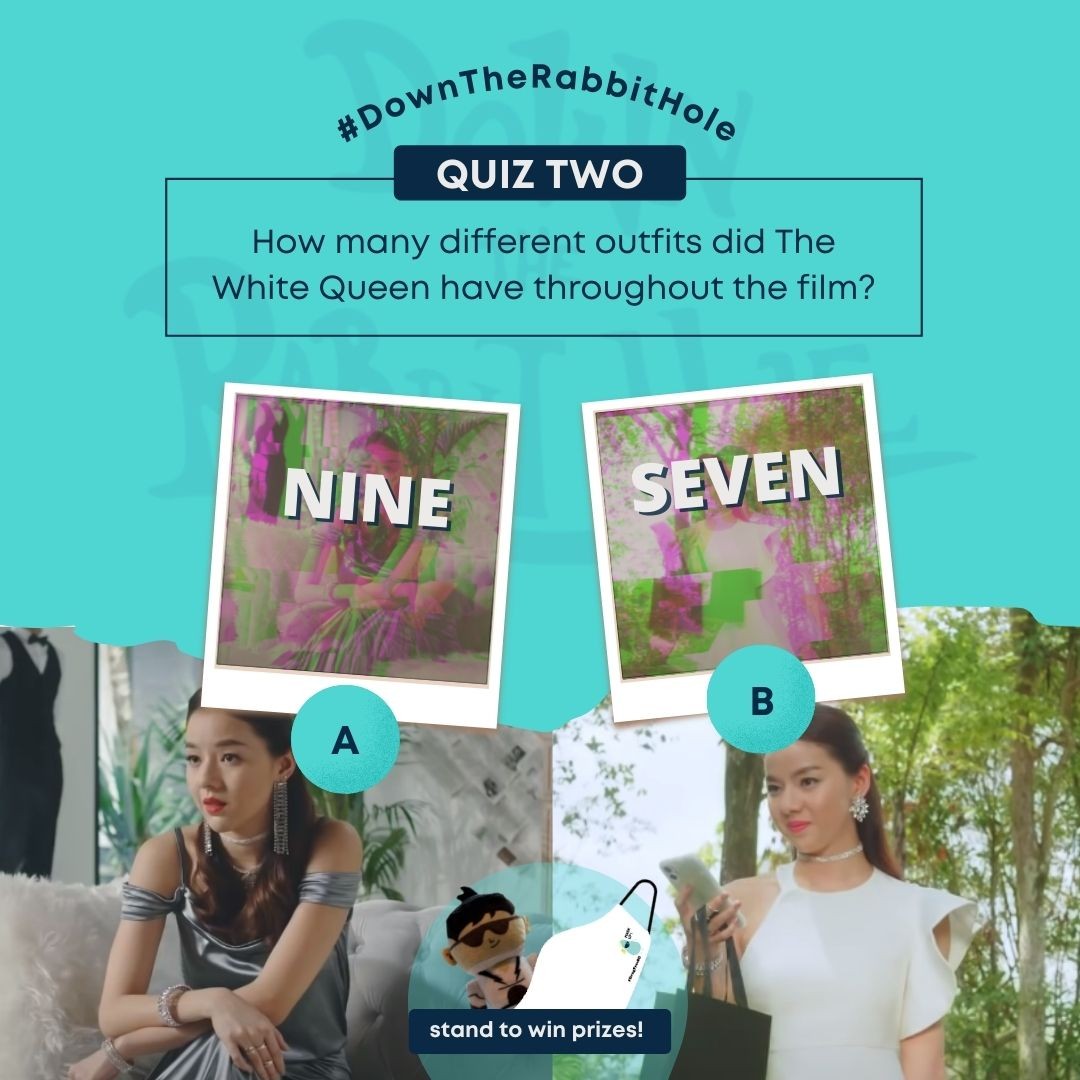 #DownTheRabbitHole
QUIZ TWO
How many different outfits did The
White Queen have throughout the film?
NINE
SEVEN
A
B
stand to win prizes!